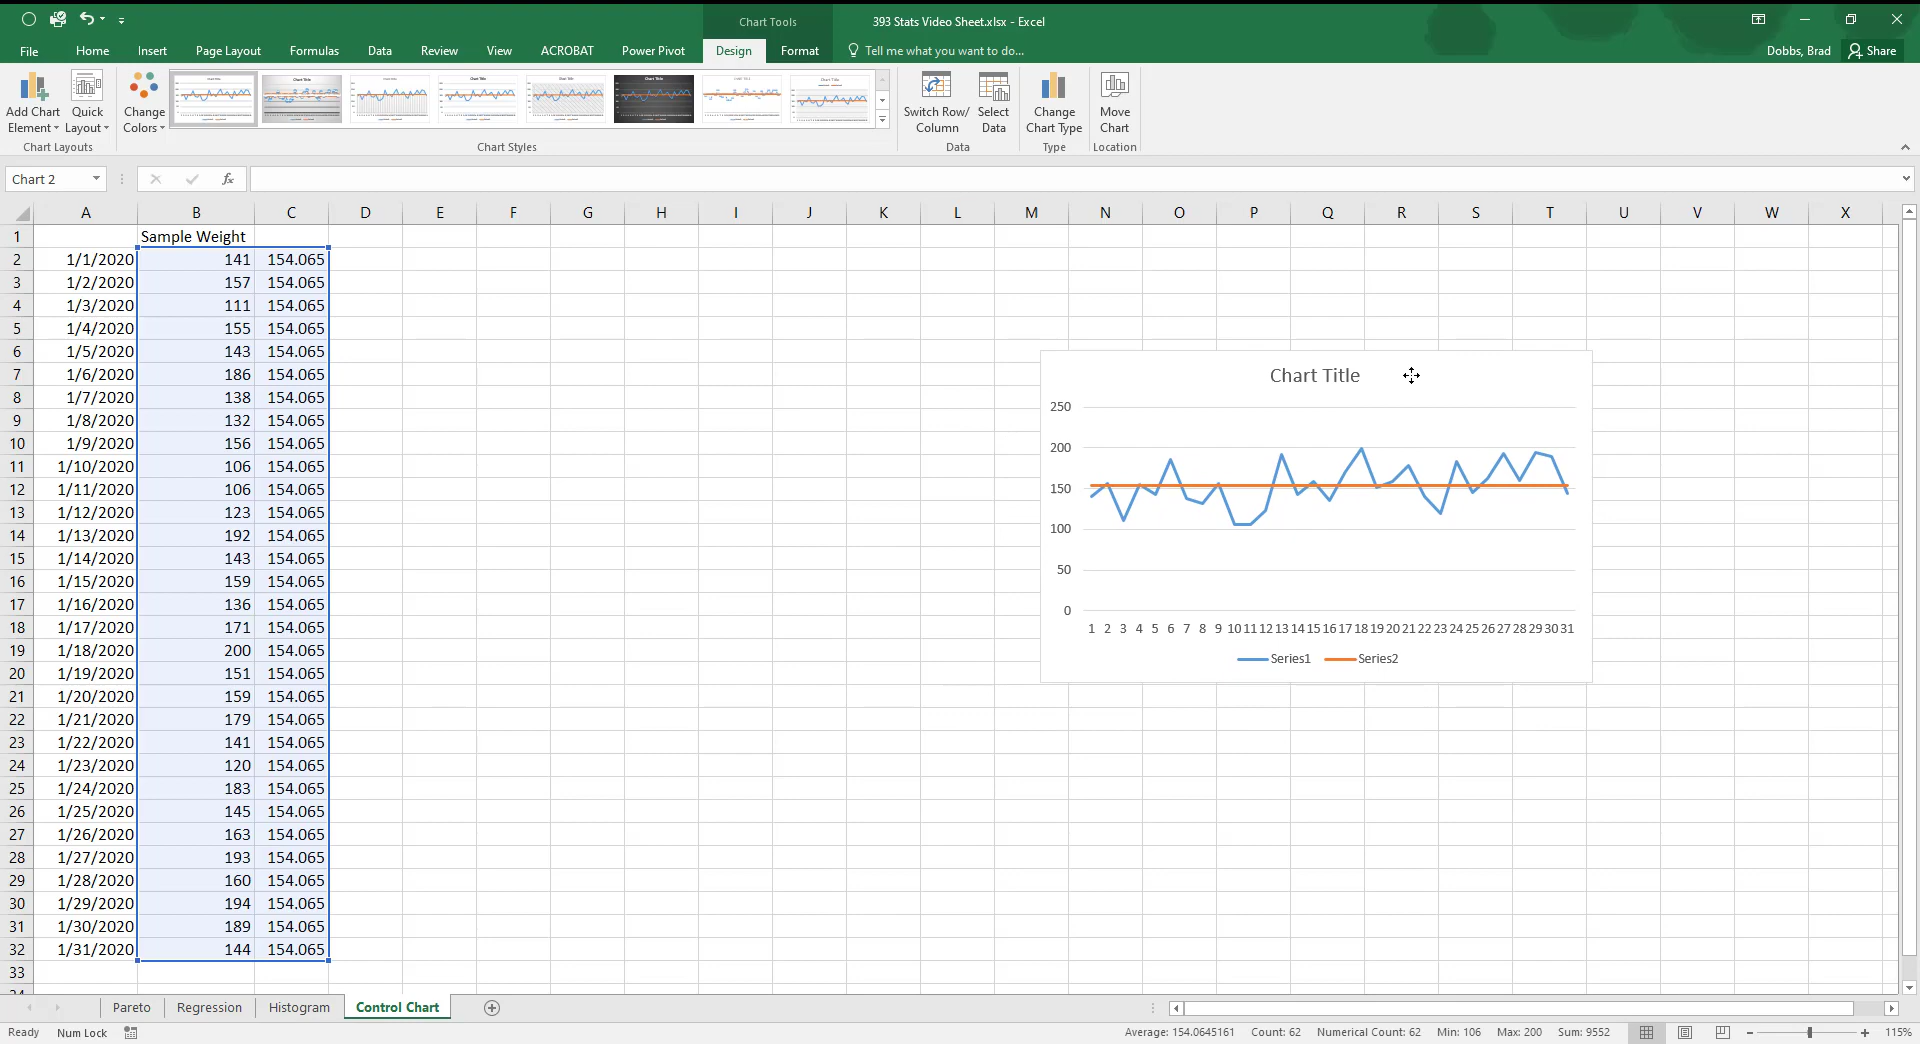 Chart Tools 393 Stats Video Sheet.xlsx - Excel
File Home Insert Page Layout Formulas Data Review View ACROBAT Power Pivot Design Format Tell me what you want to do... Dobbs, Brad Share
Add Chart Quick Change Switch Row/ Select Change Move
Element Layout Colors Column Data Chart Type Chart
Chart Layouts Chart Styles Data Type Location
Chart 2 fx
A B C D E F G H I J K L M N O P Q R S T U V W X
1 Sample Weight
2 1/1/2020 141 154.065
3 1/2/2020 157 154.065
4 1/3/2020 111 154.065
5 1/4/2020 155 154.065
6 1/5/2020 143 154.065
7 1/6/2020 186 154.065
8 1/7/2020 138 154.065
9 1/8/2020 132 154.065
10 1/9/2020 156 154.065
11 1/10/2020 106 154.065
12 1/11/2020 106 154.065
13 1/12/2020 123 154.065
14 1/13/2020 192 154.065
15 1/14/2020 143 154.065
16 1/15/2020 159 154.065
17 1/16/2020 136 154.065
18 1/17/2020 171 154.065
19 1/18/2020 200 154.065
20 1/19/2020 151 154.065
21 1/20/2020 159 154.065
22 1/21/2020 179 154.065
23 1/22/2020 141 154.065
24 1/23/2020 120 154.065
25 1/24/2020 183 154.065
26 1/25/2020 145 154.065
27 1/26/2020 163 154.065
28 1/27/2020 193 154.065
29 1/28/2020 160 154.065
30 1/29/2020 194 154.065
31 1/30/2020 189 154.065
32 1/31/2020 144 154.065
33
Chart Title
250
200
150
100
50
0
1 2 3 4 5 6 7 8 9 10 11 12 13 14 15 16 17 18 19 20 21 22 23 24 25 26 27 28 29 30 31
Series1 Series2
Pareto Regression Histogram Control Chart
Ready Num Lock Average: 154.0645161 Count: 62 Numerical Count: 62 Min: 106 Max: 200 Sum: 9552 115%